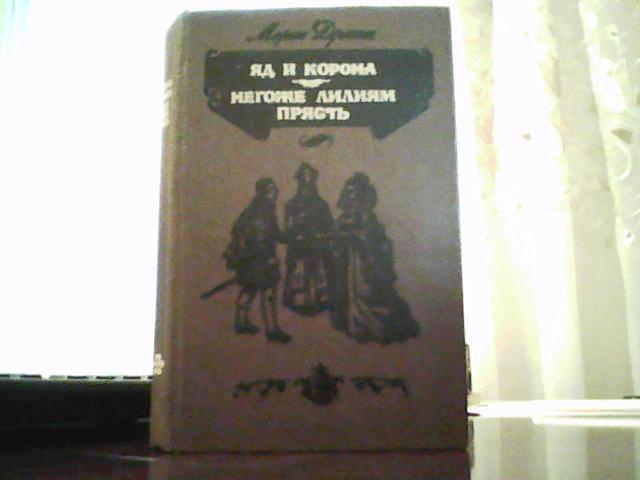 Морис Дрюон
ЯД И КОРОНА
НЕГОЖЕ ЛИЛИЯМ
ПРЯСТЬ